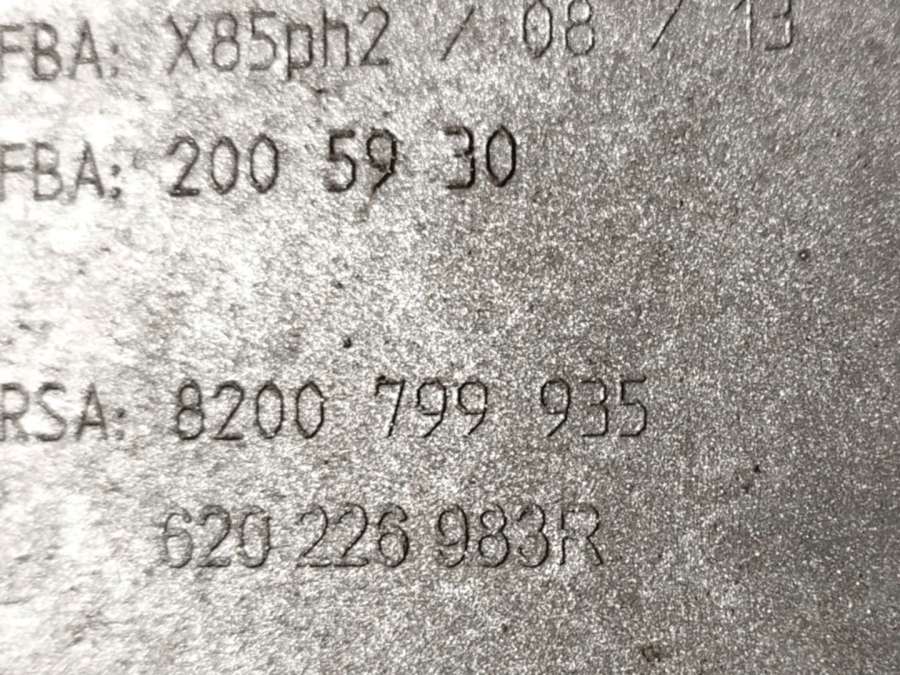 FBA: X85ph2 / 08 / 13
FBA: 200 59 30
RSA: 8200 799 935
620 226 983R